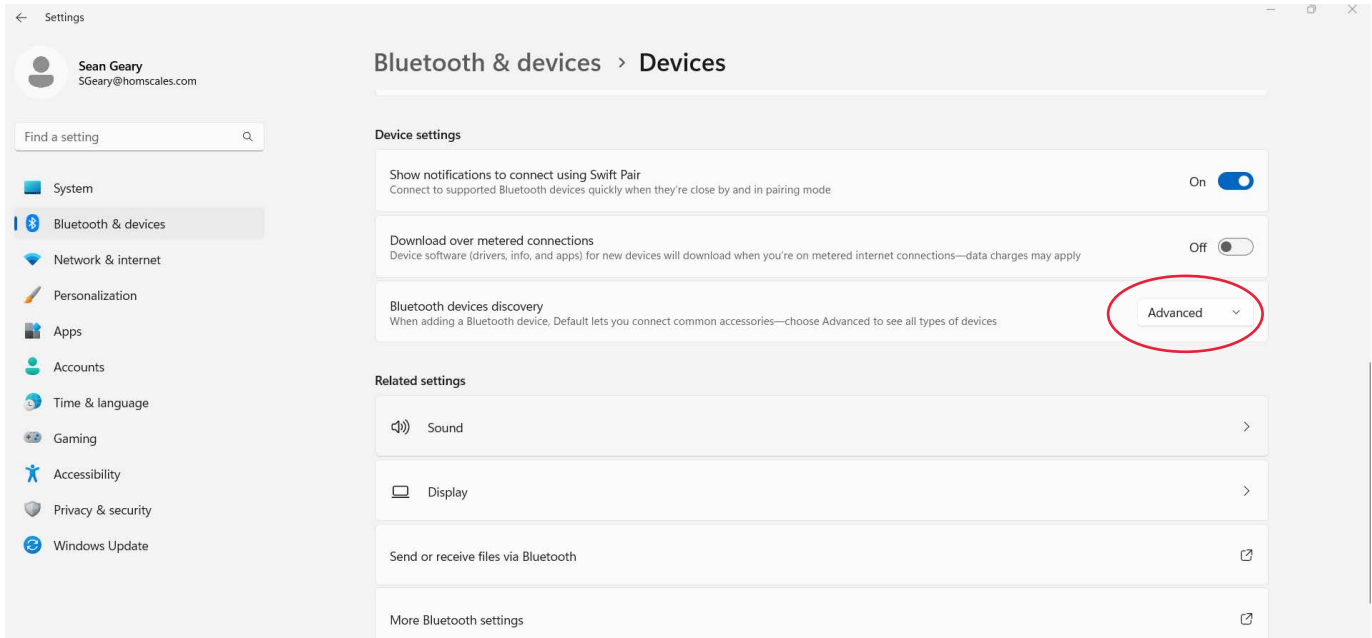 Settings
Sean Geary
SGeary@homscales.com
Find a setting
System
Bluetooth & devices
Network & internet
Personalization
Apps
Accounts
Time & language
Gaming
Accessibility
Privacy & security
Windows Update
Bluetooth & devices > Devices
Device settings
Show notifications to connect using Swift Pair
Connect to supported Bluetooth devices quickly when they're close by and in pairing mode
On
Download over metered connections
Device software (drivers, info, and apps) for new devices will download when you're on metered internet connections—data charges may apply
Off
Bluetooth devices discovery
When adding a Bluetooth device, Default lets you connect common accessories—choose Advanced to see all types of devices
Advanced
Related settings
Sound
Display
Send or receive files via Bluetooth
More Bluetooth settings